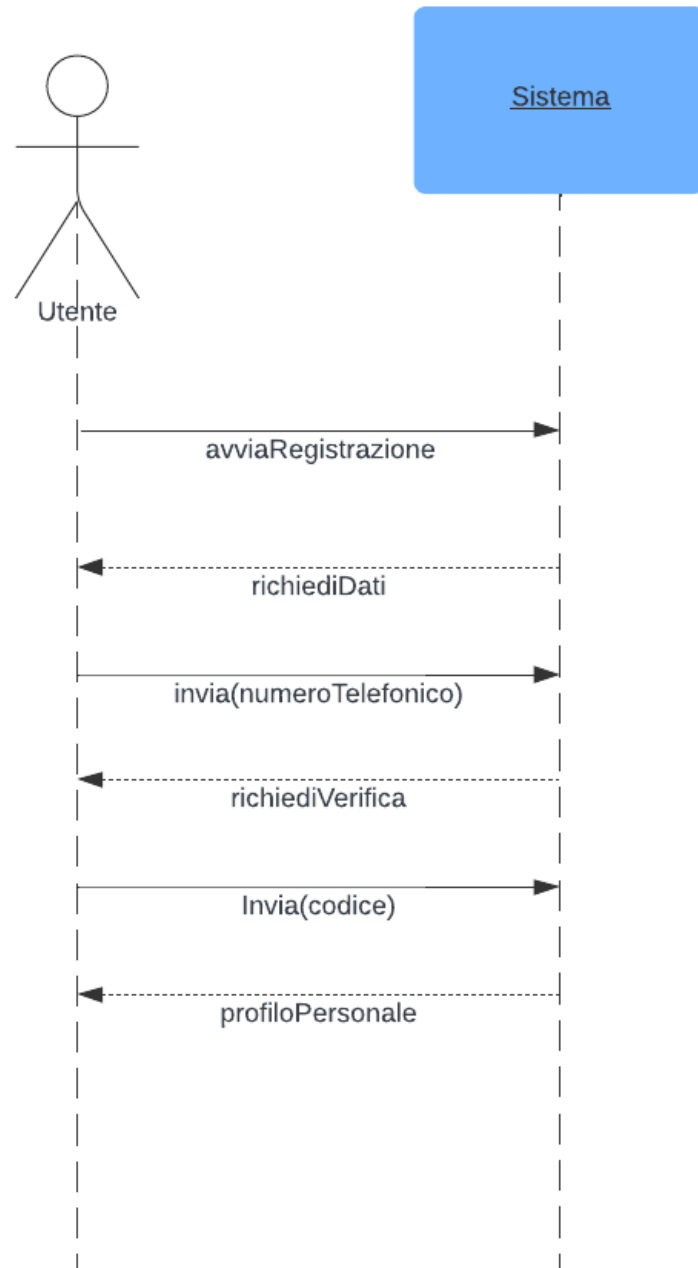 Sistema
Utente
avviaRegistrazione
richiediDati
invia(numeroTelefonico)
richiediVerifica
Invia(codice)
profiloPersonale